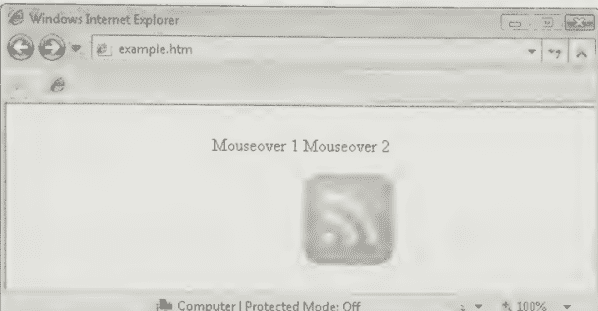 Windows Internet Explorer
example.htm
Mouseover 1 Mouseover 2
Computer | Protected Mode: Off
100%